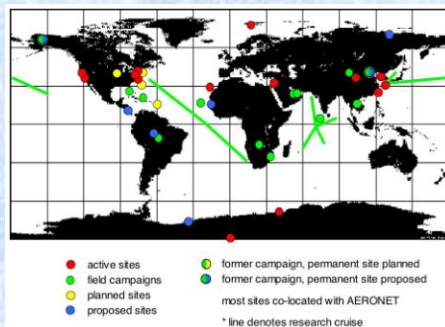 active sites
field campaigns
planned sites
proposed sites
former campaign, permanent site planned
former campaign, permanent site proposed
most sites co-located with AERONET
* line denotes research cruise